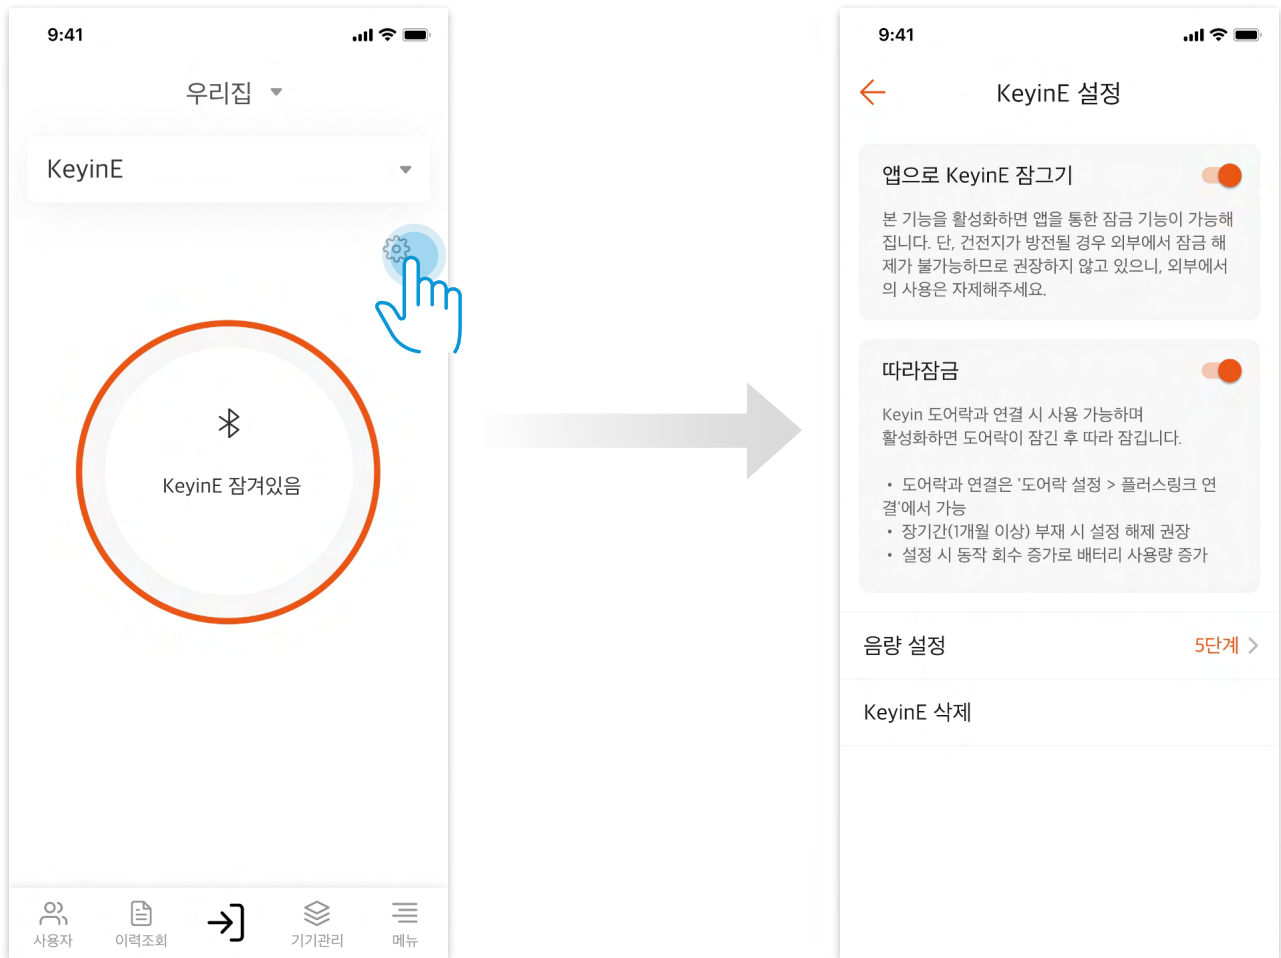 9:41
우리집
KeyinE
KeyinE 잠겨있음
사용자
이력조회
기기관리
메뉴
9:41
KeyinE 설정
앱으로 KeyinE 잠그기
본 기능을 활성화하면 앱을 통한 잠금 기능이 가능해
집니다. 단, 건전지가 방전될 경우 외부에서 잠금 해
제가 불가능하므로 권장하지 않고 있으니, 외부에서
의 사용은 자제해주세요.
따라잠금
Keyin 도어락과 연결 시 사용 가능하며
활성화하면 도어락이 잠긴 후 따라 잠깁니다.
• 도어락과 연결은 '도어락 설정 > 플러스링크 연
결'에서 가능
• 장기간(1개월 이상) 부재 시 설정 해제 권장
• 설정 시 동작 회수 증가로 배터리 사용량 증가
음량 설정
5단계
KeyinE 삭제